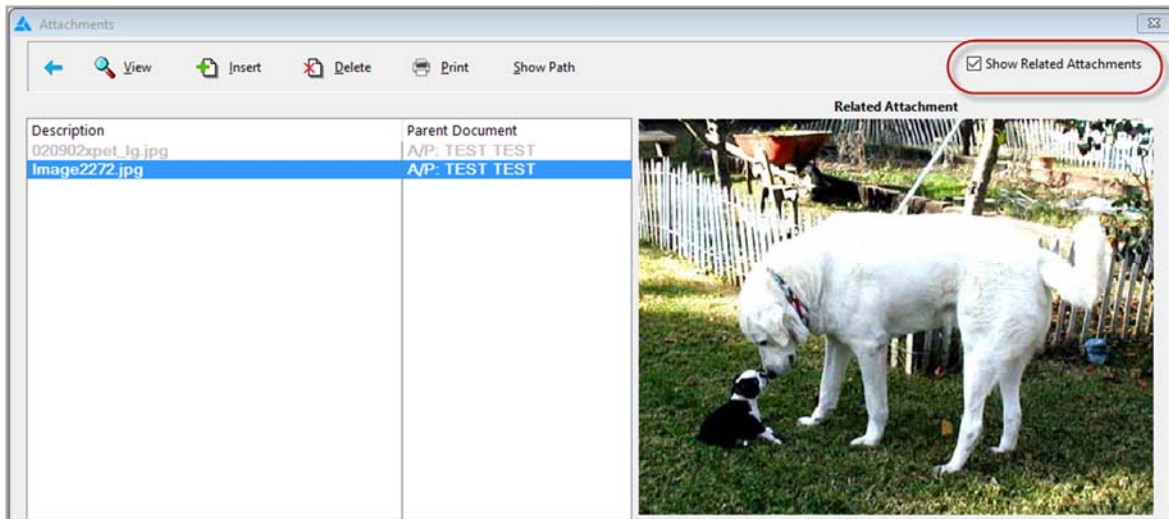 Attachments
View Insert Delete Print Show Path Show Related Attachments
Related Attachment
Description Parent Document
020902xpet_lg.jpg A/P: TEST TEST
Image2272.jpg A/P: TEST TEST